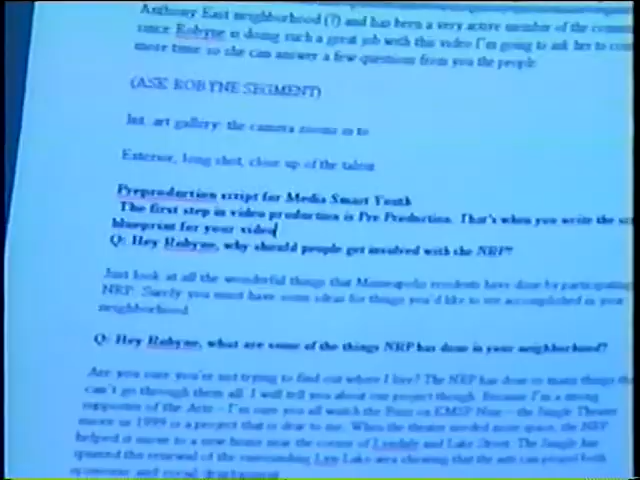 Anthony East neighborhood (?) and has been a very active member of the
since Robyne is doing such a great job with this video I'm going to ask her to
more time so she can answer a few questions from you the people
(ASK ROBYNE SEGMENT)
Int. art gallery: the camera zooms in to
Exterior, long shot, close up of the talent
Preproduction script for Media Smart Youth
The first step in video production is Pre Production. That's when you write the
blueprint for your video
Q: Hey Robyne, why should people get involved with the NRP?
Just look at all the wonderful things that Minneapolis residents have done by participating
NRP. Surely you must have some ideas for things you'd like to see accomplished in your
neighborhood
Q: Hey Robyne, what are some of the things NRP has done in your neighborhood?
Are you sure you're not trying to find out where I live? The NRP has done so many things
can't go through them all. I will tell you about one project though. Because I'm a strong
supporter of the Arts - I'm sure you all watch the Buzz on KMSP Nine - the Jungle Theater
move in 1999 is a project that is dear to me. When the theater needed more space, the NRP
helped it move to a new home near the corner of Lyndale and Lake Street. The Jungle has
spurred this renewal of the surrounding Lyn-Lake area showing that the arts can propel both
economic and social development